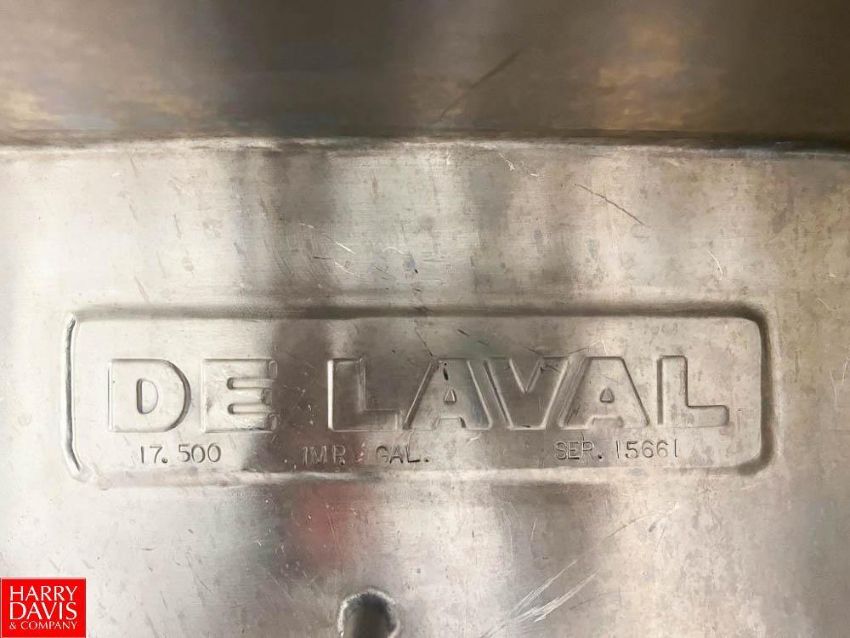 DE LAVAL
17.500 IMP. GAL. SER. 15661
HARRY
DAVIS
& COMPANY